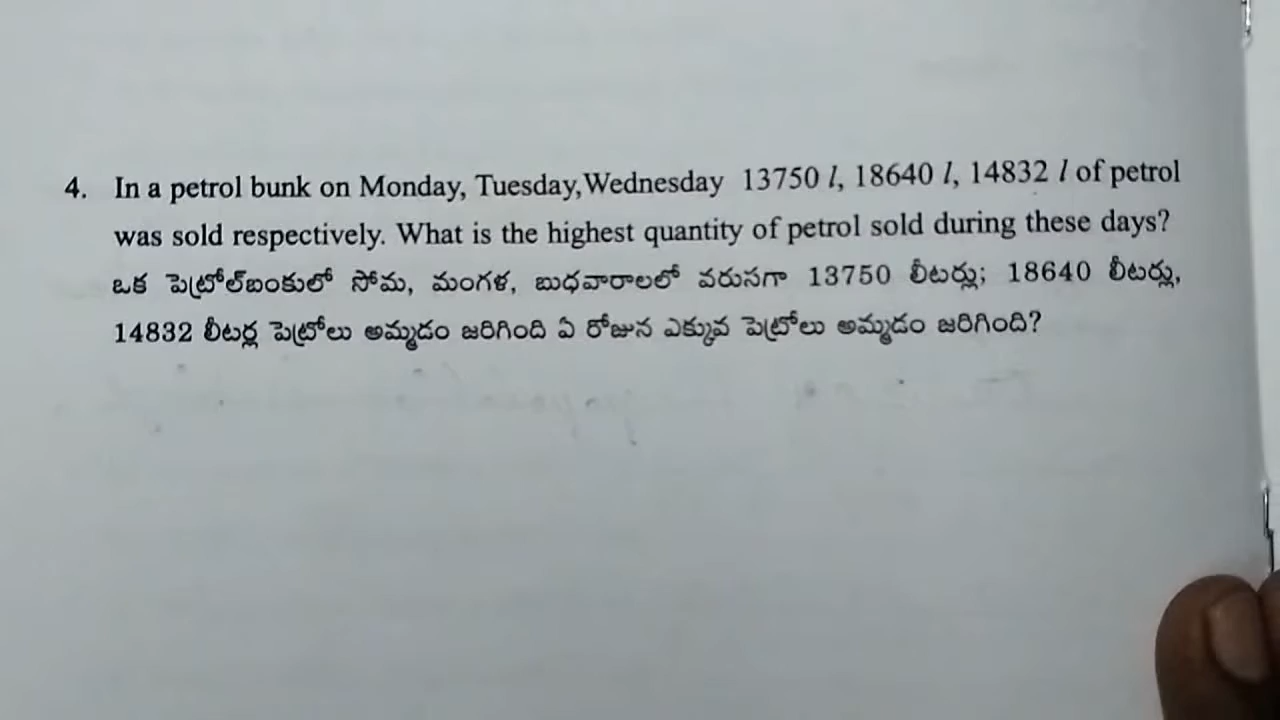 4. In a petrol bunk on Monday, Tuesday,Wednesday 13750 l, 18640 l, 14832 l of petrol
was sold respectively. What is the highest quantity of petrol sold during these days?
ఒక పెట్రోల్‌బంకులో సోమ, మంగళ, బుధవారాలలో వరుసగా 13750 లీటర్లు; 18640 లీటర్లు,
14832 లీటర్ల పెట్రోలు అమ్మడం జరిగింది ఏ రోజున ఎక్కువ పెట్రోలు అమ్మడం జరిగింది?